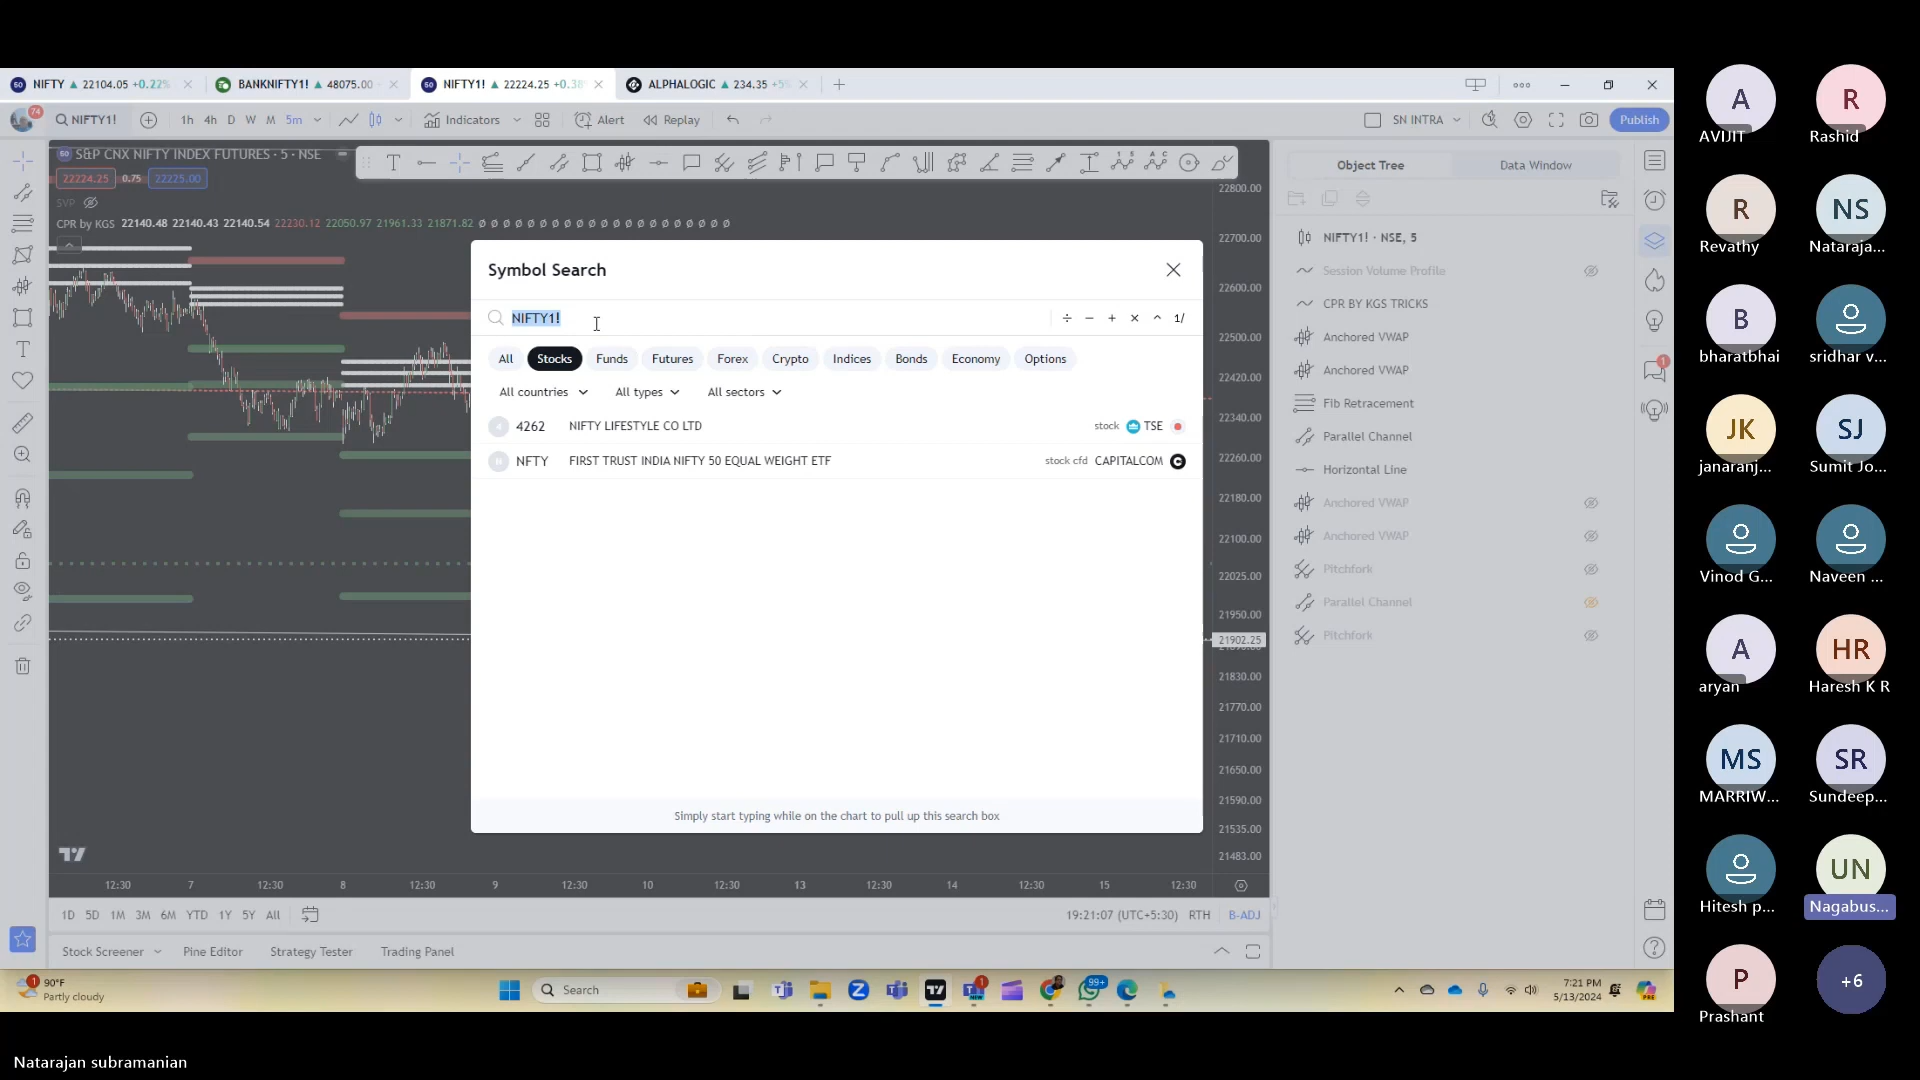 NIFTY ▲ 22104.05 +0.22%
BANKNIFTY1! ▲ 48075.00
NIFTY1! ▲ 22224.25 +0.38
ALPHALOGIC ▲ 234.35 +5
74
NIFTY1!
1h 4h D W M 5m
Indicators
Alert
Replay
SN INTRA
Publish
S&P CNX NIFTY INDEX FUTURES · 5 · NSE
22224.25 0.75 22225.00
SVP
CPR by KGS 22140.48 22140.43 22140.54 22230.12 22050.97 21961.33 21871.82 ø ø ø ø ø ø ø ø ø ø ø ø ø ø ø ø ø ø ø ø ø
Symbol Search
NIFTY1!
÷ − + × ^ 1/
All Stocks Funds Futures Forex Crypto Indices Bonds Economy Options
All countries All types All sectors
4262 NIFTY LIFESTYLE CO LTD stock TSE
NFTY FIRST TRUST INDIA NIFTY 50 EQUAL WEIGHT ETF stock cfd CAPITALCOM
Simply start typing while on the chart to pull up this search box
22800.00
22700.00
22600.00
22500.00
22420.00
22340.00
22260.00
22180.00
22100.00
22025.00
21950.00
21902.25
21830.00
21770.00
21710.00
21650.00
21590.00
21535.00
21483.00
12:30 7 12:30 8 12:30 9 12:30 10 12:30 13 12:30 14 12:30 15 12:30
1D 5D 1M 3M 6M YTD 1Y 5Y All
19:21:07 (UTC+5:30) RTH B-ADJ
Stock Screener Pine Editor Strategy Tester Trading Panel
Object Tree Data Window
NIFTY1! · NSE, 5
Session Volume Profile
CPR BY KGS TRICKS
Anchored VWAP
Anchored VWAP
Fib Retracement
Parallel Channel
Horizontal Line
Anchored VWAP
Anchored VWAP
Pitchfork
Parallel Channel
Pitchfork
1
90°F
Partly cloudy
Search
99+
7:21 PM
5/13/2024
A
AVIJIT
R
Rashid
R
Revathy
NS
Nataraja...
B
bharatbhai
sridhar v...
JK
janaranj...
SJ
Sumit Jo...
Vinod G...
Naveen ...
A
aryan
HR
Haresh K R
MS
MARRIW...
SR
Sundeep...
Hitesh p...
UN
Nagabus...
P
Prashant
+6
Natarajan subramanian